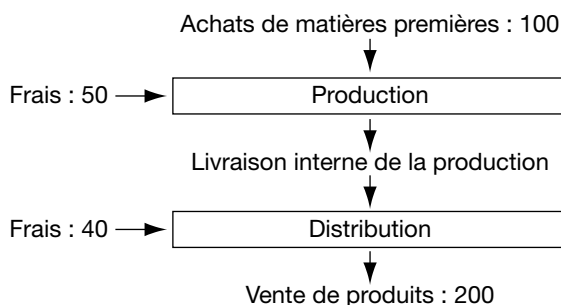 Achats de matières premières : 100
Frais : 50
Production
Livraison interne de la production
Frais : 40
Distribution
Vente de produits : 200